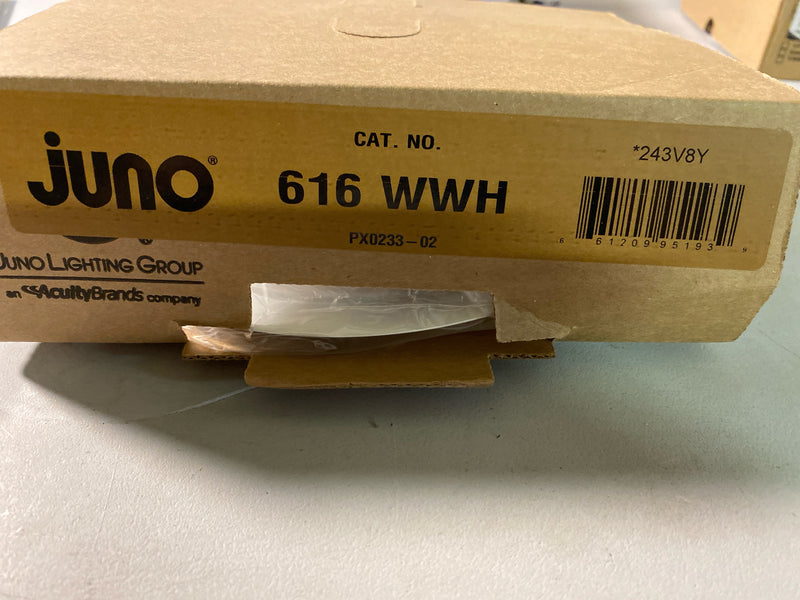 juno®
CAT. NO.
616 WWH
PX0233-02
*243V8Y
6 61209 95193 9
®
JUNO LIGHTING GROUP
an AcuityBrands company